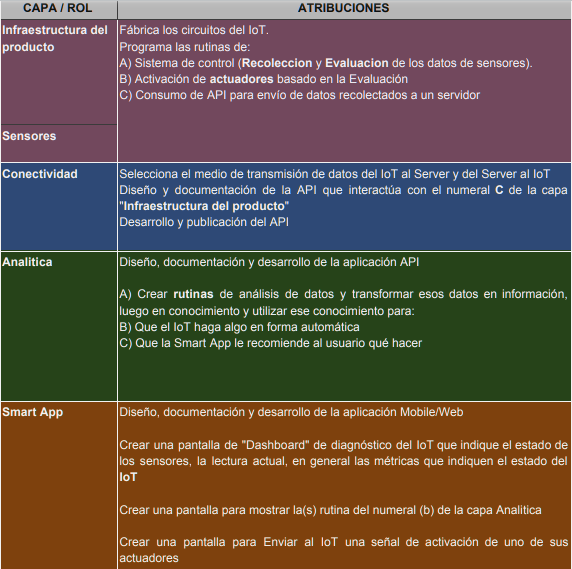 CAPA / ROL
ATRIBUCIONES
Infraestructura del
producto
Fábrica los circuitos del IoT.
Programa las rutinas de:
A) Sistema de control (Recoleccion y Evaluacion de los datos de sensores).
B) Activación de actuadores basado en la Evaluación
C) Consumo de API para envío de datos recolectados a un servidor
Sensores
Conectividad
Selecciona el medio de transmisión de datos del IoT al Server y del Server al IoT
Diseño y documentación de la API que interactúa con el numeral C de la capa
"Infraestructura del producto"
Desarrollo y publicación del API
Analitica
Diseño, documentación y desarrollo de la aplicación API
A) Crear rutinas de análisis de datos y transformar esos datos en información,
luego en conocimiento y utilizar ese conocimiento para:
B) Que el IoT haga algo en forma automática
C) Que la Smart App le recomiende al usuario qué hacer
Smart App
Diseño, documentación y desarrollo de la aplicación Mobile/Web
Crear una pantalla de "Dashboard" de diagnóstico del IoT que indique el estado de
los sensores, la lectura actual, en general las métricas que indiquen el estado del
IoT
Crear una pantalla para mostrar la(s) rutina del numeral (b) de la capa Analitica
Crear una pantalla para Enviar al IoT una señal de activación de uno de sus
actuadores